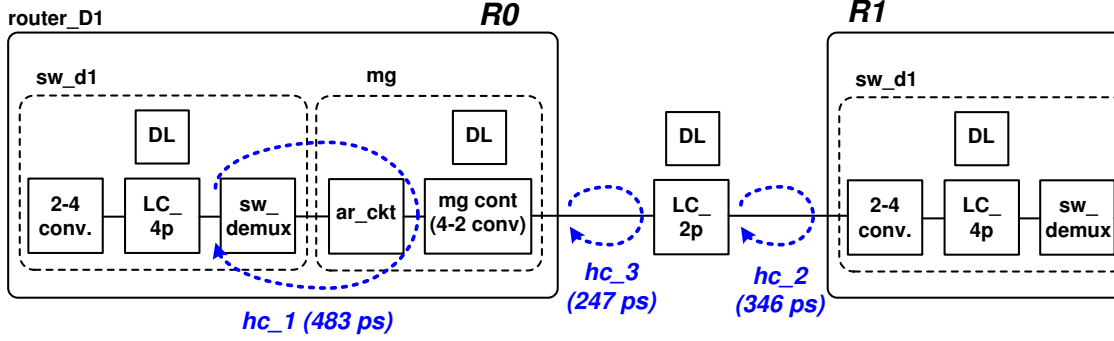 router_D1
R0
R1
sw_d1
mg
sw_d1
DL
DL
DL
DL
2-4
conv.
LC_
4p
sw_
demux
ar_ckt
mg cont
(4-2 conv)
LC_
2p
2-4
conv.
LC_
4p
sw_
demux
hc_1 (483 ps)
hc_3
(247 ps)
hc_2
(346 ps)